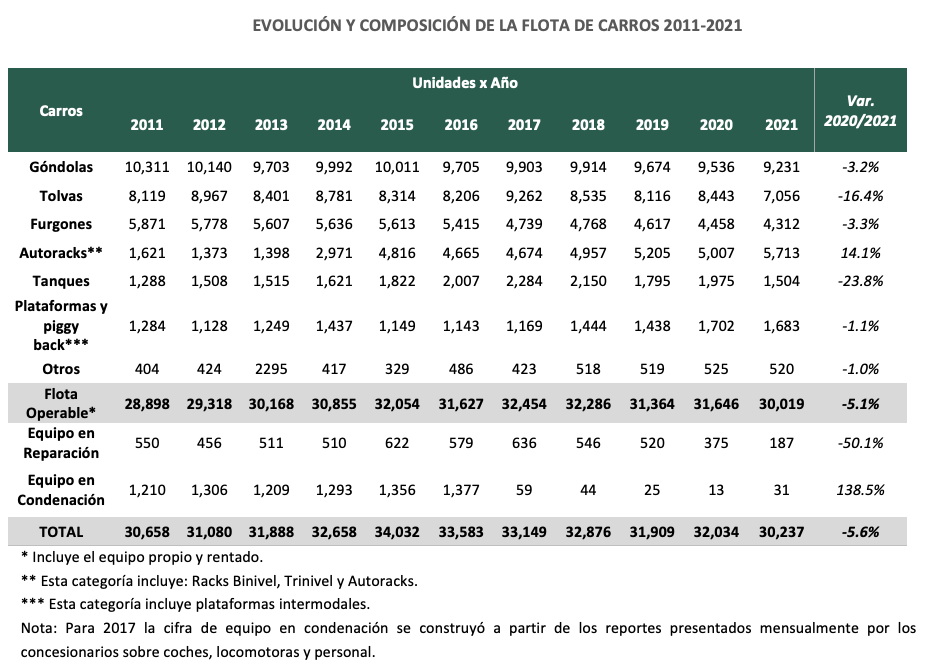 EVOLUCIÓN Y COMPOSICIÓN DE LA FLOTA DE CARROS 2011-2021
Carros Unidades x Año Var. 2020/2021
2011 2012 2013 2014 2015 2016 2017 2018 2019 2020 2021
Góndolas 10,311 10,140 9,703 9,992 10,011 9,705 9,903 9,914 9,674 9,536 9,231 -3.2%
Tolvas 8,119 8,967 8,401 8,781 8,314 8,206 9,262 8,535 8,116 8,443 7,056 -16.4%
Furgones 5,871 5,778 5,607 5,636 5,613 5,415 4,739 4,768 4,617 4,458 4,312 -3.3%
Autoracks** 1,621 1,373 1,398 2,971 4,816 4,665 4,674 4,957 5,205 5,007 5,713 14.1%
Tanques 1,288 1,508 1,515 1,621 1,822 2,007 2,284 2,150 1,795 1,975 1,504 -23.8%
Plataformas y piggy back*** 1,284 1,128 1,249 1,437 1,149 1,143 1,169 1,444 1,438 1,702 1,683 -1.1%
Otros 404 424 2295 417 329 486 423 518 519 525 520 -1.0%
Flota Operable* 28,898 29,318 30,168 30,855 32,054 31,627 32,454 32,286 31,364 31,646 30,019 -5.1%
Equipo en Reparación 550 456 511 510 622 579 636 546 520 375 187 -50.1%
Equipo en Condenación 1,210 1,306 1,209 1,293 1,356 1,377 59 44 25 13 31 138.5%
TOTAL 30,658 31,080 31,888 32,658 34,032 33,583 33,149 32,876 31,909 32,034 30,237 -5.6%
* Incluye el equipo propio y rentado.
** Esta categoría incluye: Racks Binivel, Trinivel y Autoracks.
*** Esta categoría incluye plataformas intermodales.
Nota: Para 2017 la cifra de equipo en condenación se construyó a partir de los reportes presentados mensualmente por los
concesionarios sobre coches, locomotoras y personal.